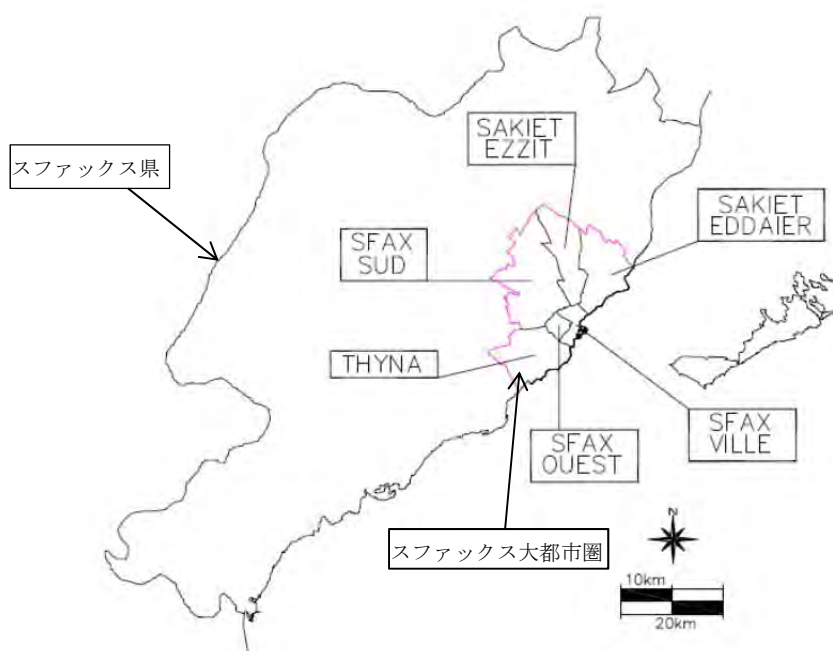 SAKIET
EZZIT
スファックス県
SAKIET
EDDAIER
SFAX
SUD
THYNA
SFAX
VILLE
SFAX
OUEST
スファックス大都市圏
N
10km
20km